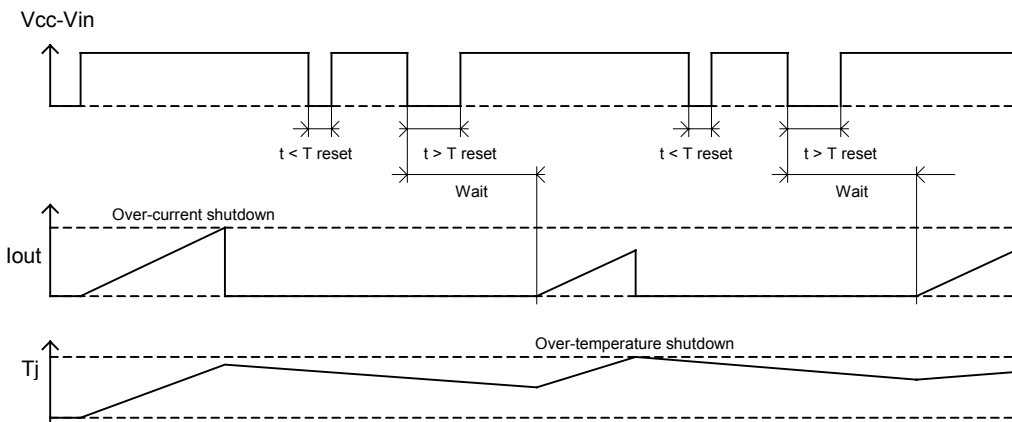 Vcc-Vin
t < T reset
t > T reset
t < T reset
t > T reset
Wait
Wait
Over-current shutdown
Iout
Over-temperature shutdown
Tj